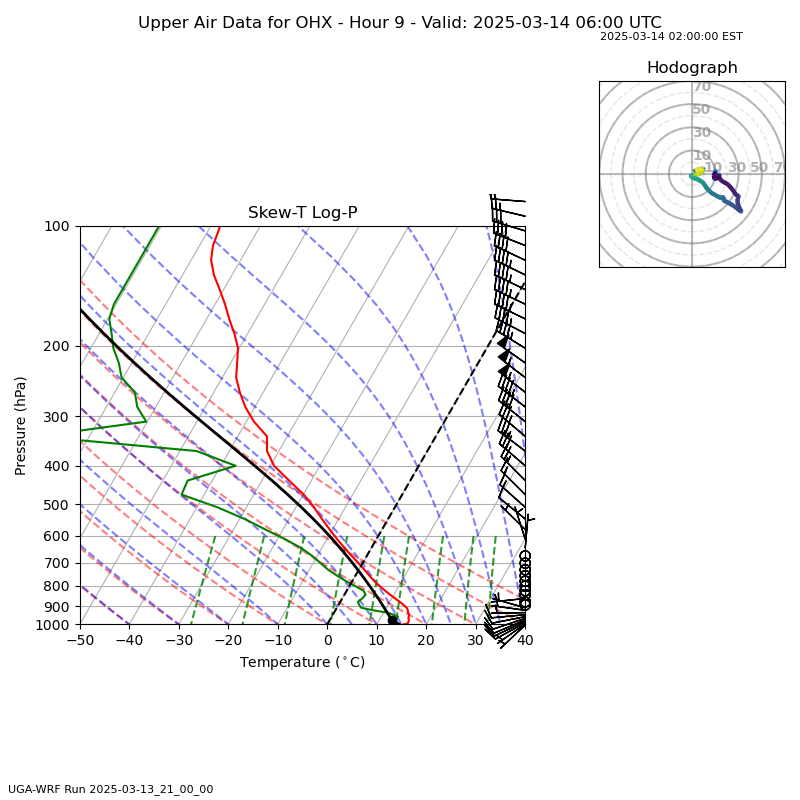 Upper Air Data for OHX - Hour 9 - Valid: 2025-03-14 06:00 UTC
2025-03-14 02:00:00 EST
Hodograph
70
50
30
10
10 30 50 7
Skew-T Log-P
100
200
300
400
500
600
700
800
900
1000
Pressure (hPa)
−50 −40 −30 −20 −10 0 10 20 30 40
Temperature (°C)
UGA-WRF Run 2025-03-13_21_00_00